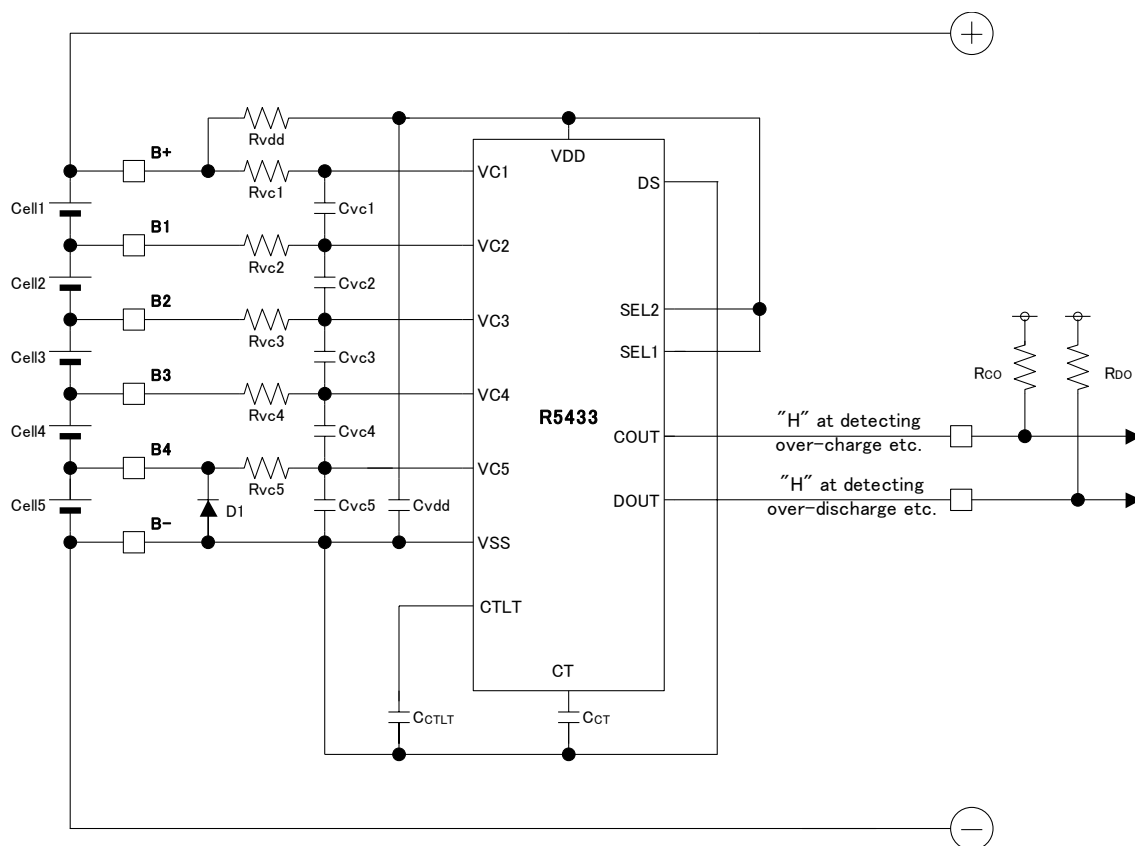 +
Rvdd
VDD
B+
Rvc1
VC1
DS
Cell1
Cvc1
B1
Rvc2
VC2
Cell2
Cvc2
B2
Rvc3
VC3
SEL2
Cell3
Cvc3
SEL1
RCO
RDO
B3
Rvc4
VC4
R5433
Cell4
Cvc4
COUT
"H" at detecting
over-charge etc.
B4
Rvc5
VC5
Cell5
D1
Cvc5
Cvdd
DOUT
"H" at detecting
over-discharge etc.
B-
VSS
CTLT
CT
CCTLT
CCT
−